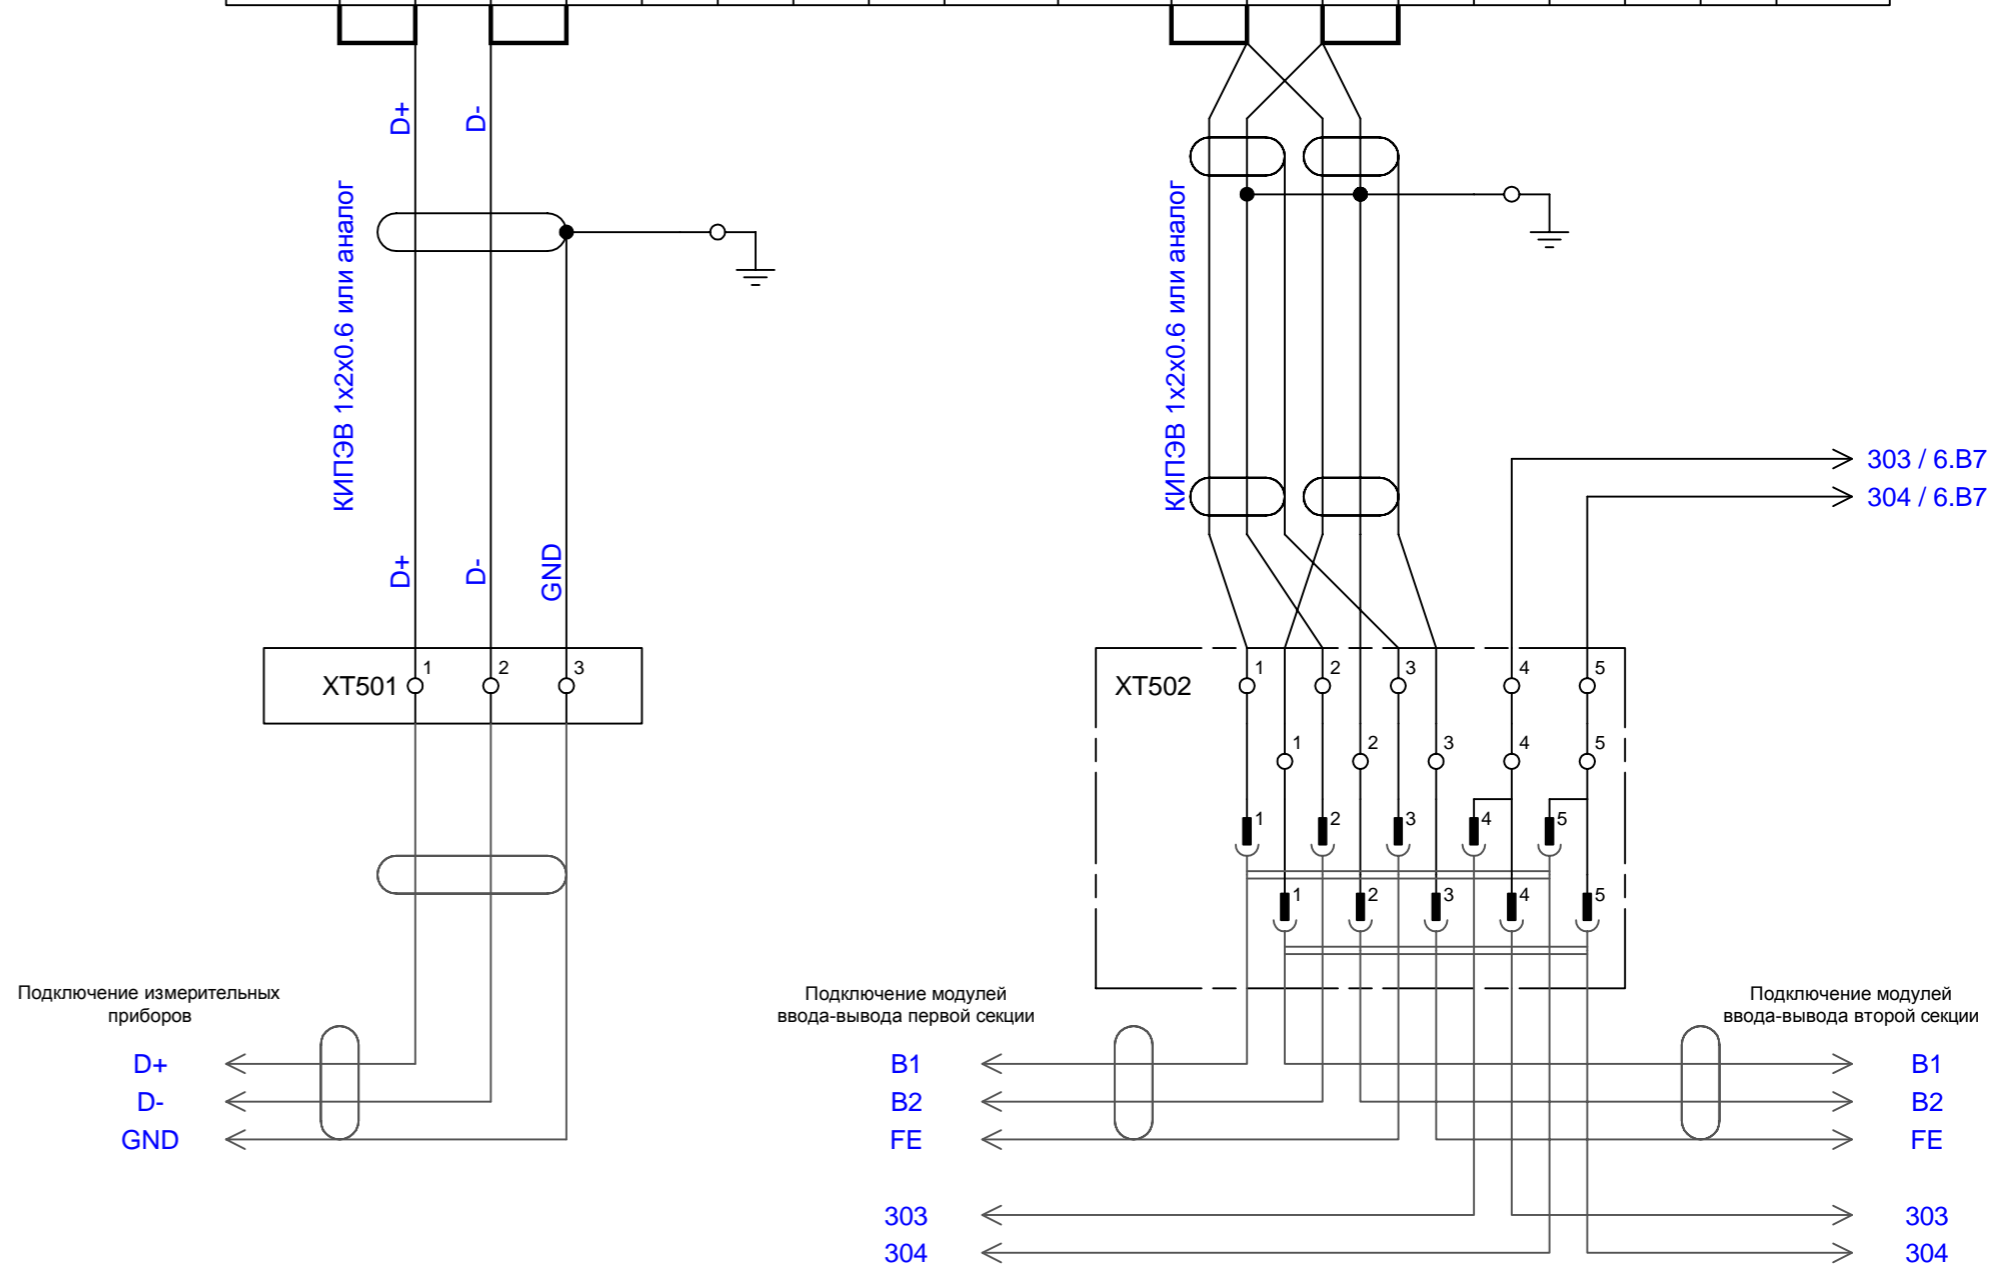 D+
D-
КИПЭВ 1x2x0.6 или аналог
D+
D-
GND
XT501
1
2
3
Подключение измерительных
приборов
D+
D-
GND
КИПЭВ 1x2x0.6 или аналог
303 / 6.B7
304 / 6.B7
XT502
1
2
3
4
5
1
2
3
4
5
1
2
3
4
5
1
2
3
4
5
Подключение модулей
ввода-вывода первой секции
B1
B2
FE
303
304
Подключение модулей
ввода-вывода второй секции
B1
B2
FE
303
304